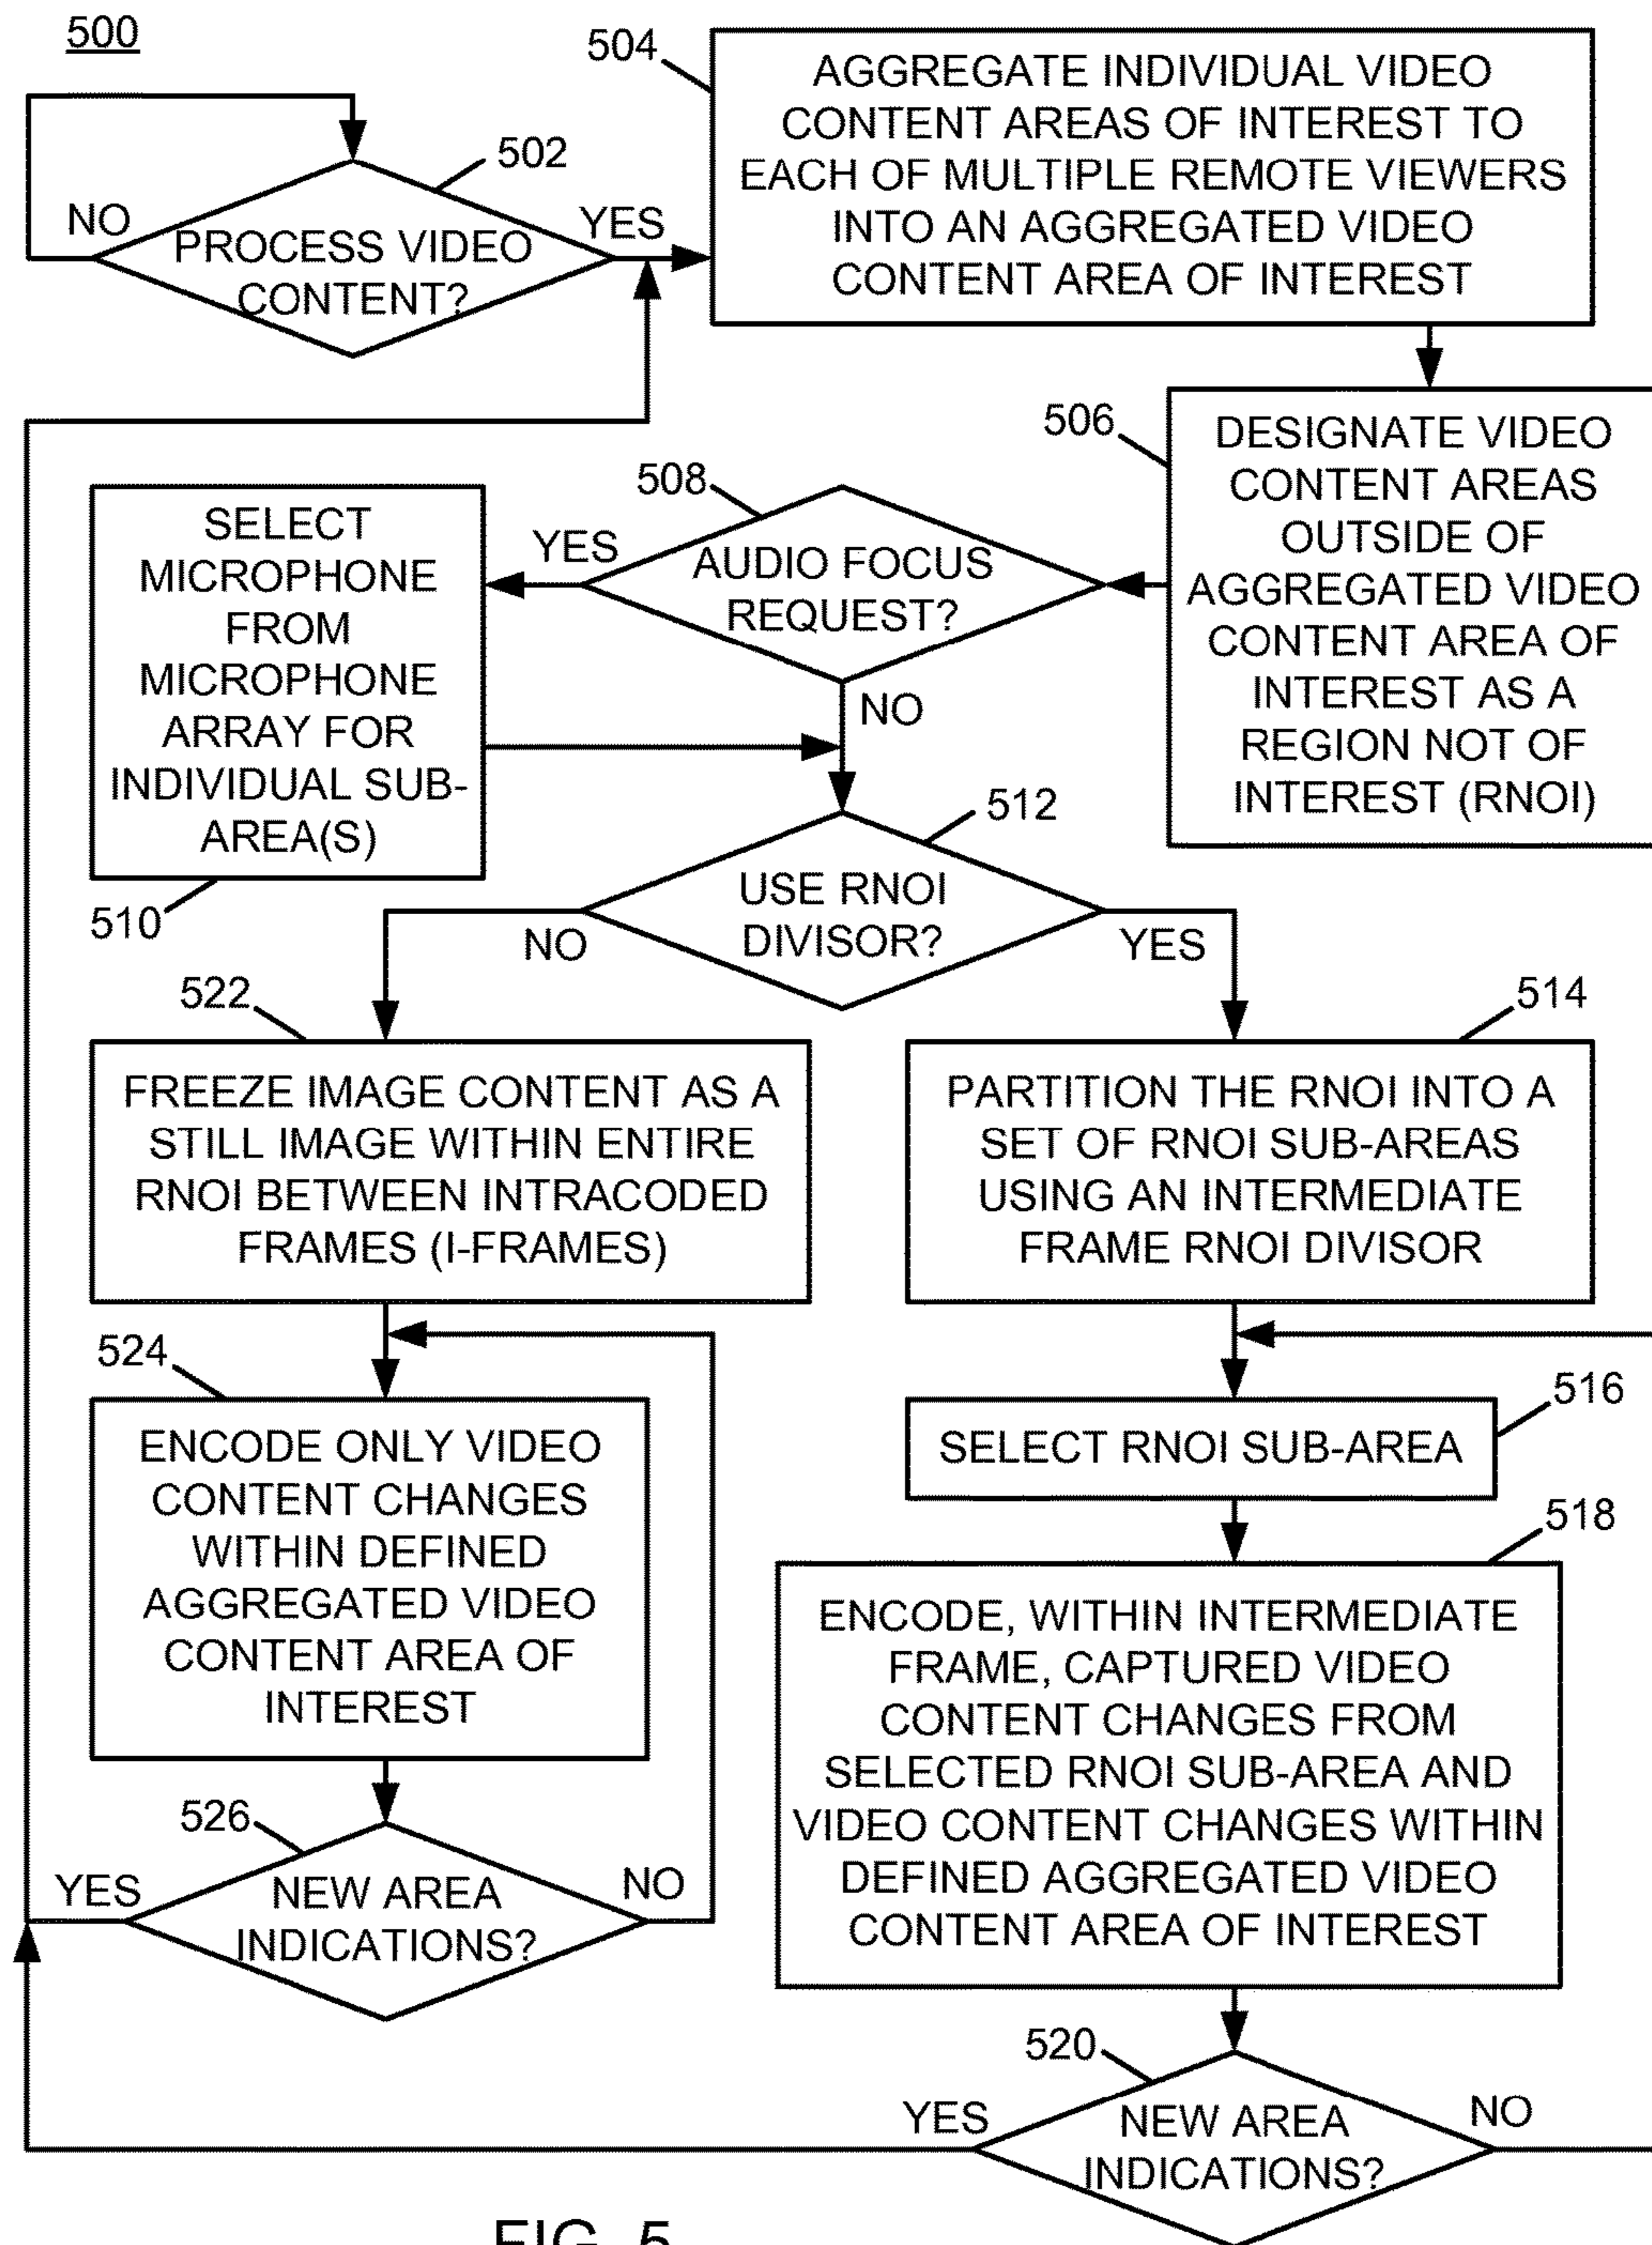 500
504
AGGREGATE INDIVIDUAL VIDEO
CONTENT AREAS OF INTEREST TO
EACH OF MULTIPLE REMOTE VIEWERS
INTO AN AGGREGATED VIDEO
CONTENT AREA OF INTEREST
502
NO
YES
PROCESS VIDEO
CONTENT?
506
DESIGNATE VIDEO
CONTENT AREAS
OUTSIDE OF
AGGREGATED VIDEO
CONTENT AREA OF
INTEREST AS A
REGION NOT OF
INTEREST (RNOI)
508
YES
AUDIO FOCUS
REQUEST?
NO
SELECT
MICROPHONE
FROM
MICROPHONE
ARRAY FOR
INDIVIDUAL SUB-
AREA(S)
510
512
USE RNOI
DIVISOR?
NO
YES
522
FREEZE IMAGE CONTENT AS A
STILL IMAGE WITHIN ENTIRE
RNOI BETWEEN INTRACODED
FRAMES (I-FRAMES)
514
PARTITION THE RNOI INTO A
SET OF RNOI SUB-AREAS
USING AN INTERMEDIATE
FRAME RNOI DIVISOR
524
ENCODE ONLY VIDEO
CONTENT CHANGES
WITHIN DEFINED
AGGREGATED VIDEO
CONTENT AREA OF
INTEREST
516
SELECT RNOI SUB-AREA
518
ENCODE, WITHIN INTERMEDIATE
FRAME, CAPTURED VIDEO
CONTENT CHANGES FROM
SELECTED RNOI SUB-AREA AND
VIDEO CONTENT CHANGES WITHIN
DEFINED AGGREGATED VIDEO
CONTENT AREA OF INTEREST
526
YES
NEW AREA
INDICATIONS?
NO
520
YES
NEW AREA
INDICATIONS?
NO
FIG. 5